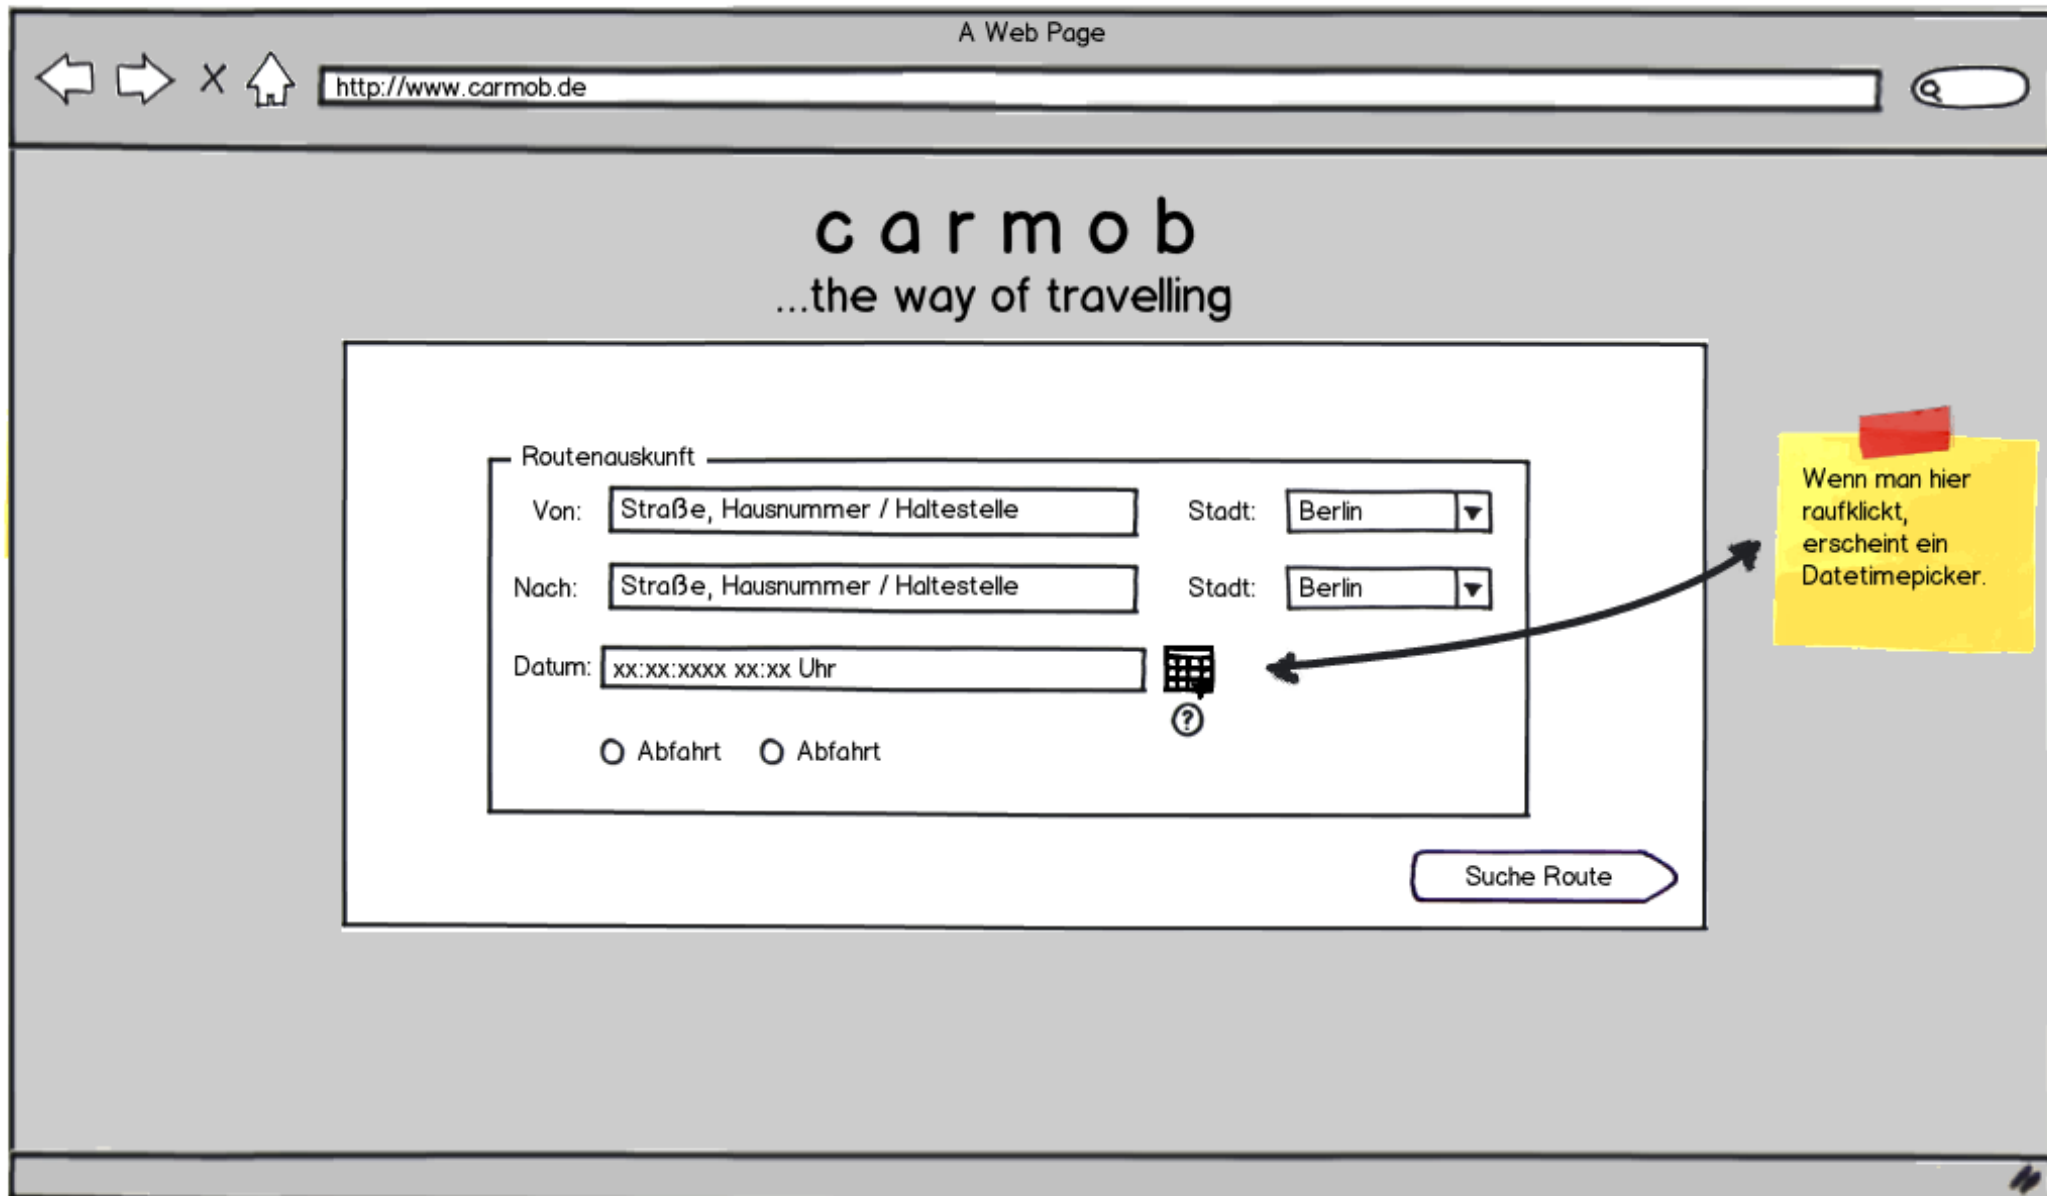 A Web Page
http://www.carmob.de
c a r m o b
...the way of travelling
Routenauskunft
Von: Straße, Hausnummer / Haltestelle Stadt: Berlin
Nach: Straße, Hausnummer / Haltestelle Stadt: Berlin
Datum: xx:xx:xxxx xx:xx Uhr
?
Abfahrt Abfahrt
Suche Route
Wenn man hier
raufklickt,
erscheint ein
Datetimepicker.